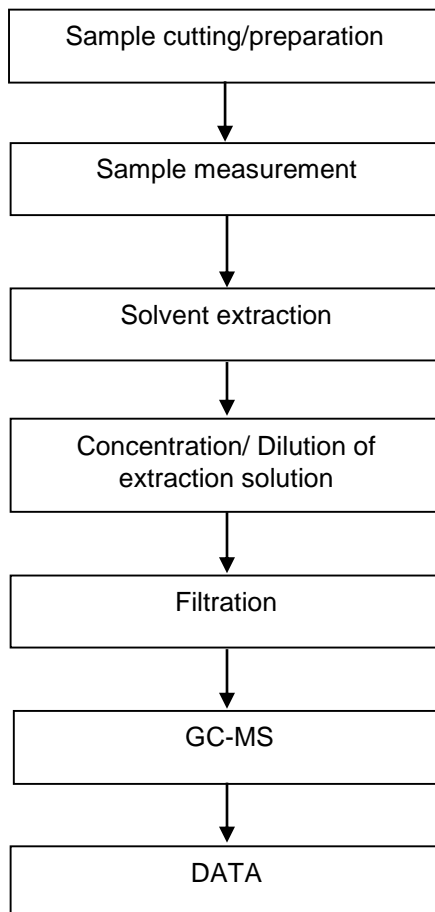 Sample cutting/preparation
Sample measurement
Solvent extraction
Concentration/ Dilution of
extraction solution
Filtration
GC-MS
DATA